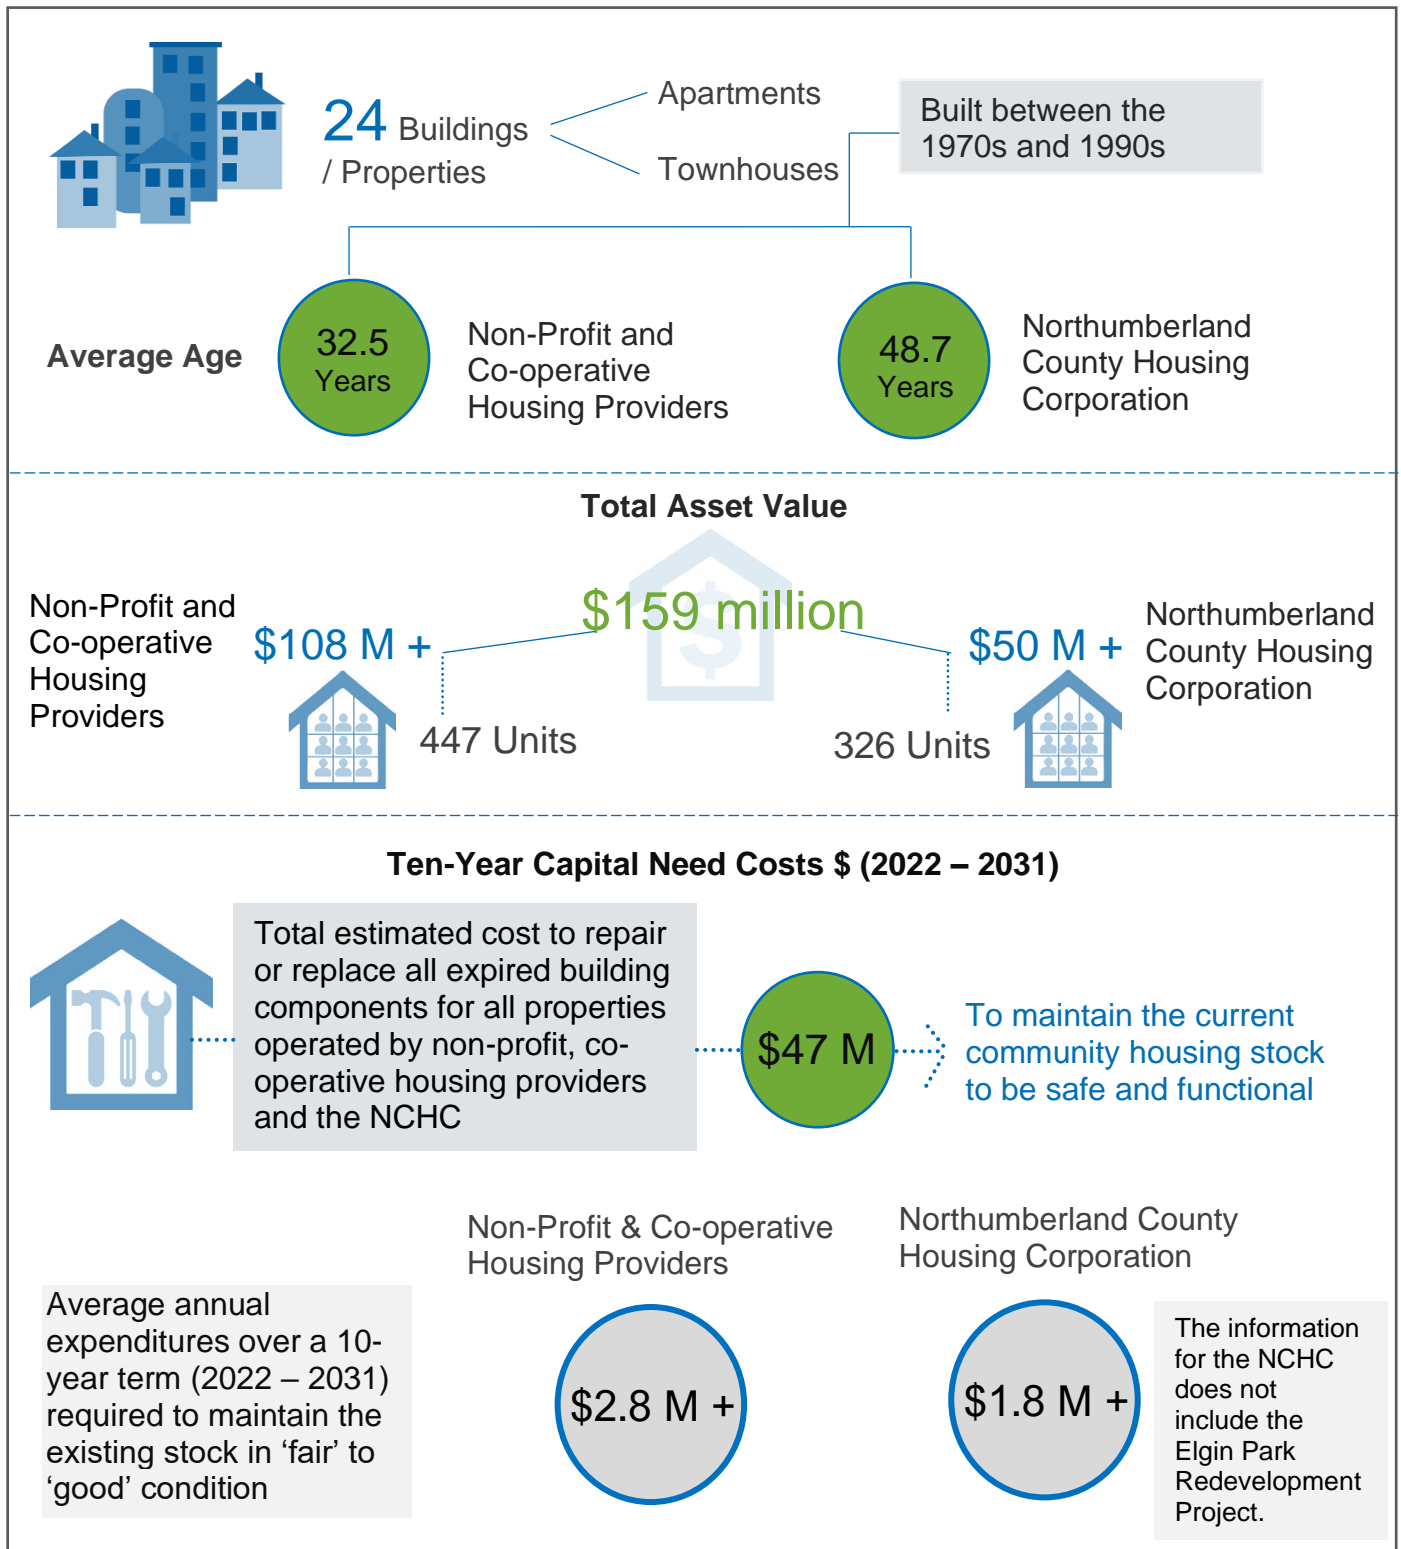 24 Buildings
/ Properties
Apartments
Townhouses
Built between the
1970s and 1990s
Average Age
32.5
Years
Non-Profit and
Co-operative
Housing Providers
48.7
Years
Northumberland
County Housing
Corporation
Total Asset Value
$159 million
Non-Profit and
Co-operative
Housing
Providers
$108 M +
447 Units
$50 M +
326 Units
Northumberland
County Housing
Corporation
Ten-Year Capital Need Costs $ (2022 – 2031)
Total estimated cost to repair
or replace all expired building
components for all properties
operated by non-profit, co-
operative housing providers
and the NCHC
$47 M
To maintain the current
community housing stock
to be safe and functional
Average annual
expenditures over a 10-
year term (2022 – 2031)
required to maintain the
existing stock in ‘fair’ to
‘good’ condition
Non-Profit & Co-operative
Housing Providers
$2.8 M +
Northumberland County
Housing Corporation
$1.8 M +
The information
for the NCHC
does not
include the
Elgin Park
Redevelopment
Project.